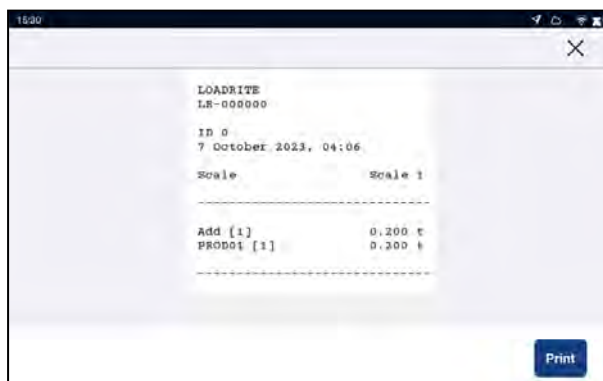 15:30
LOADRITE
LR-000000
ID 0
7 October 2023, 04:06
Scale Scale 1
------------------------------
Add [1] 0.200 t
PROD01 [1] 0.200 t
------------------------------
Print